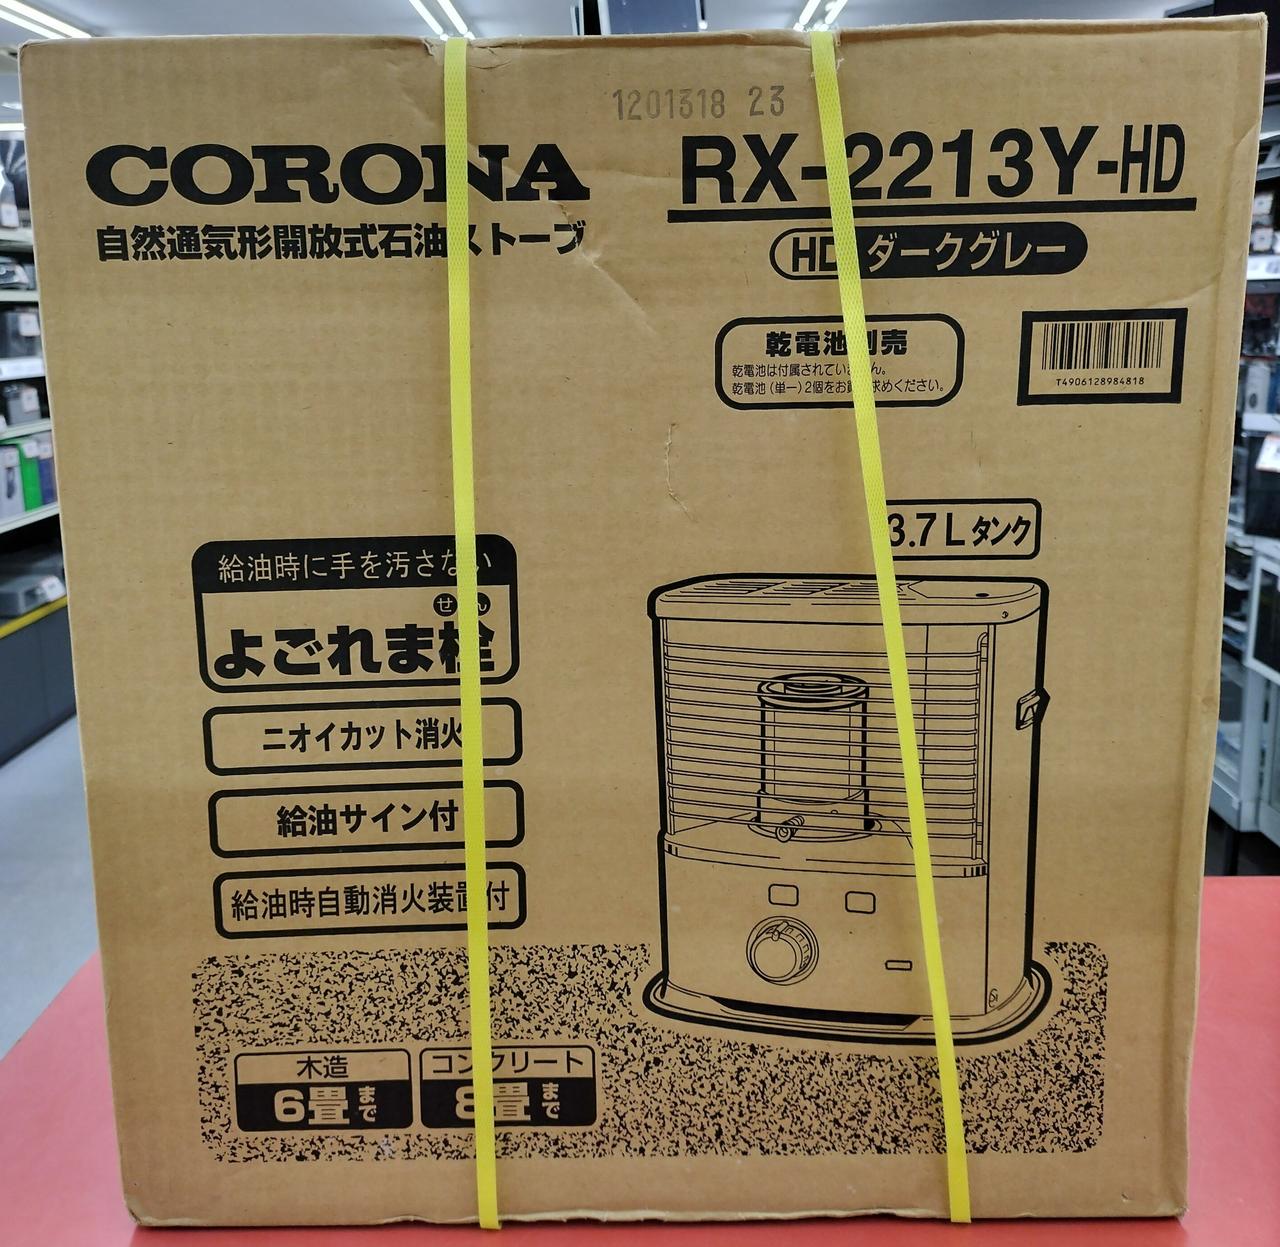 1201318 23
CORONA
RX-2213Y-HD
自然通気形開放式石油ストーブ
HD ダークグレー
乾電池別売
乾電池は付属されていません。
乾電池(単一)2個をお買い求めください。
T4906128984818
3.7Lタンク
給油時に手を汚さない
せん
よごれま栓
ニオイカット消火
給油サイン付
給油時自動消火装置付
木造
6畳まで
コンクリート
8畳まで